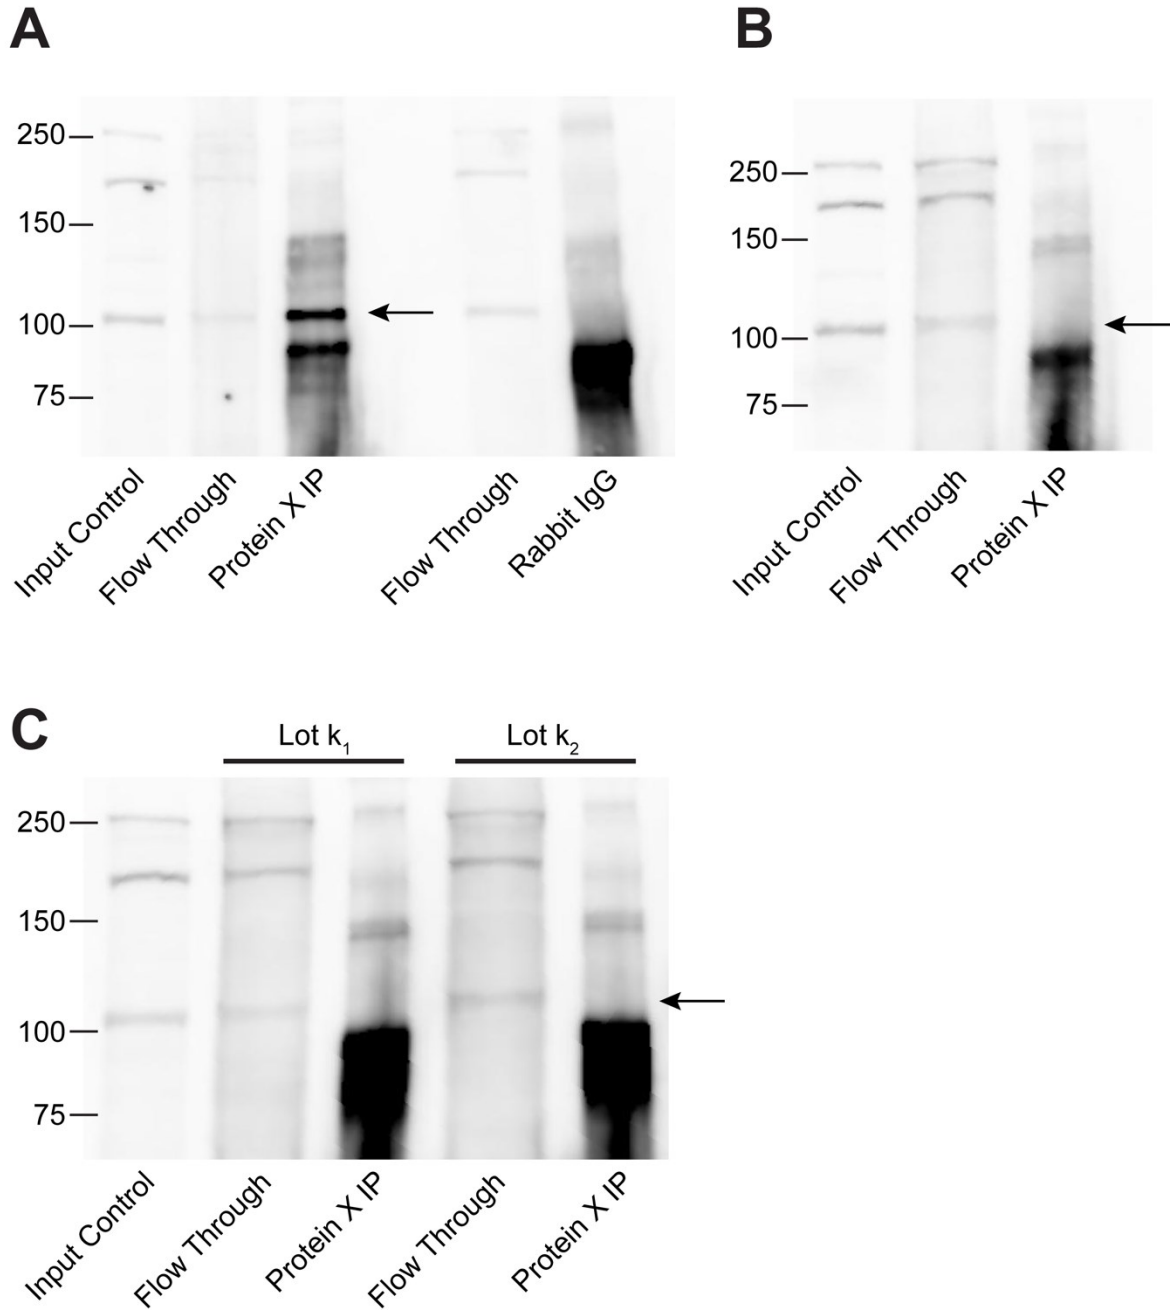 A
250
150
100
75
Input Control
Flow Through
Protein X IP
Flow Through
Rabbit IgG
B
250
150
100
75
Input Control
Flow Through
Protein X IP
C
Lot k₁
Lot k₂
250
150
100
75
Input Control
Flow Through
Protein X IP
Flow Through
Protein X IP